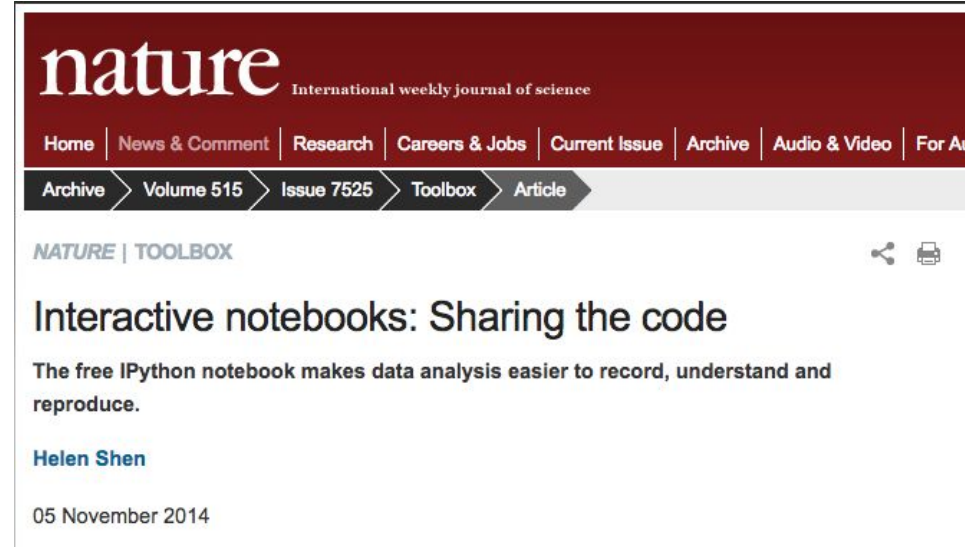 nature International weekly journal of science
Home News & Comment Research Careers & Jobs Current Issue Archive Audio & Video For
Archive Volume 515 Issue 7525 Toolbox Article
NATURE | TOOLBOX
Interactive notebooks: Sharing the code
The free IPython notebook makes data analysis easier to record, understand and
reproduce.
Helen Shen
05 November 2014